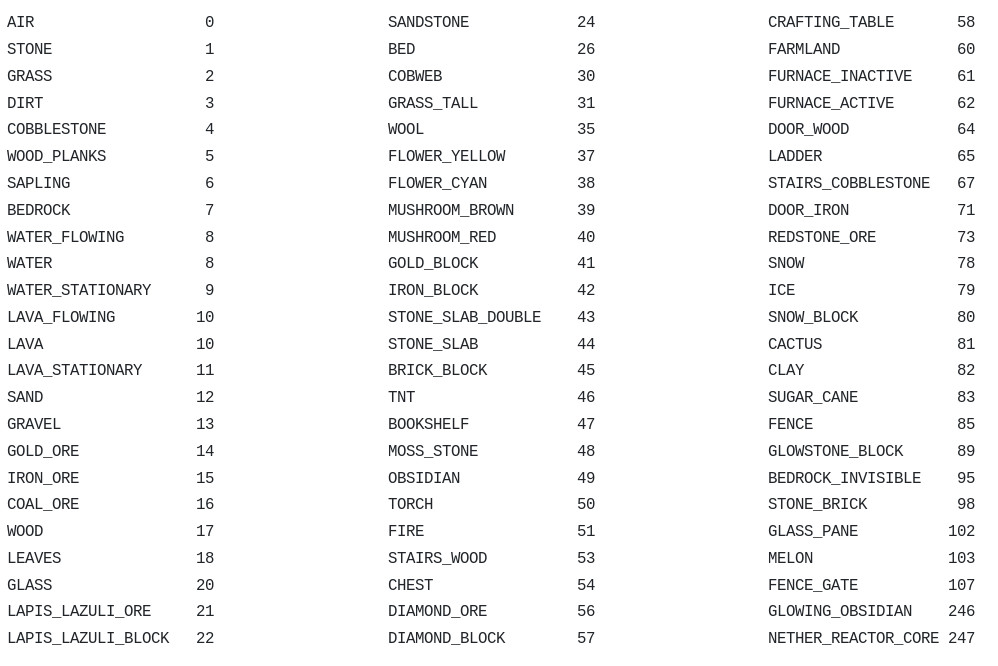 AIR 0 SANDSTONE 24 CRAFTING_TABLE 58
STONE 1 BED 26 FARMLAND 60
GRASS 2 COBWEB 30 FURNACE_INACTIVE 61
DIRT 3 GRASS_TALL 31 FURNACE_ACTIVE 62
COBBLESTONE 4 WOOL 35 DOOR_WOOD 64
WOOD_PLANKS 5 FLOWER_YELLOW 37 LADDER 65
SAPLING 6 FLOWER_CYAN 38 STAIRS_COBBLESTONE 67
BEDROCK 7 MUSHROOM_BROWN 39 DOOR_IRON 71
WATER_FLOWING 8 MUSHROOM_RED 40 REDSTONE_ORE 73
WATER 8 GOLD_BLOCK 41 SNOW 78
WATER_STATIONARY 9 IRON_BLOCK 42 ICE 79
LAVA_FLOWING 10 STONE_SLAB_DOUBLE 43 SNOW_BLOCK 80
LAVA 10 STONE_SLAB 44 CACTUS 81
LAVA_STATIONARY 11 BRICK_BLOCK 45 CLAY 82
SAND 12 TNT 46 SUGAR_CANE 83
GRAVEL 13 BOOKSHELF 47 FENCE 85
GOLD_ORE 14 MOSS_STONE 48 GLOWSTONE_BLOCK 89
IRON_ORE 15 OBSIDIAN 49 BEDROCK_INVISIBLE 95
COAL_ORE 16 TORCH 50 STONE_BRICK 98
WOOD 17 FIRE 51 GLASS_PANE 102
LEAVES 18 STAIRS_WOOD 53 MELON 103
GLASS 20 CHEST 54 FENCE_GATE 107
LAPIS_LAZULI_ORE 21 DIAMOND_ORE 56 GLOWING_OBSIDIAN 246
LAPIS_LAZULI_BLOCK 22 DIAMOND_BLOCK 57 NETHER_REACTOR_CORE 247